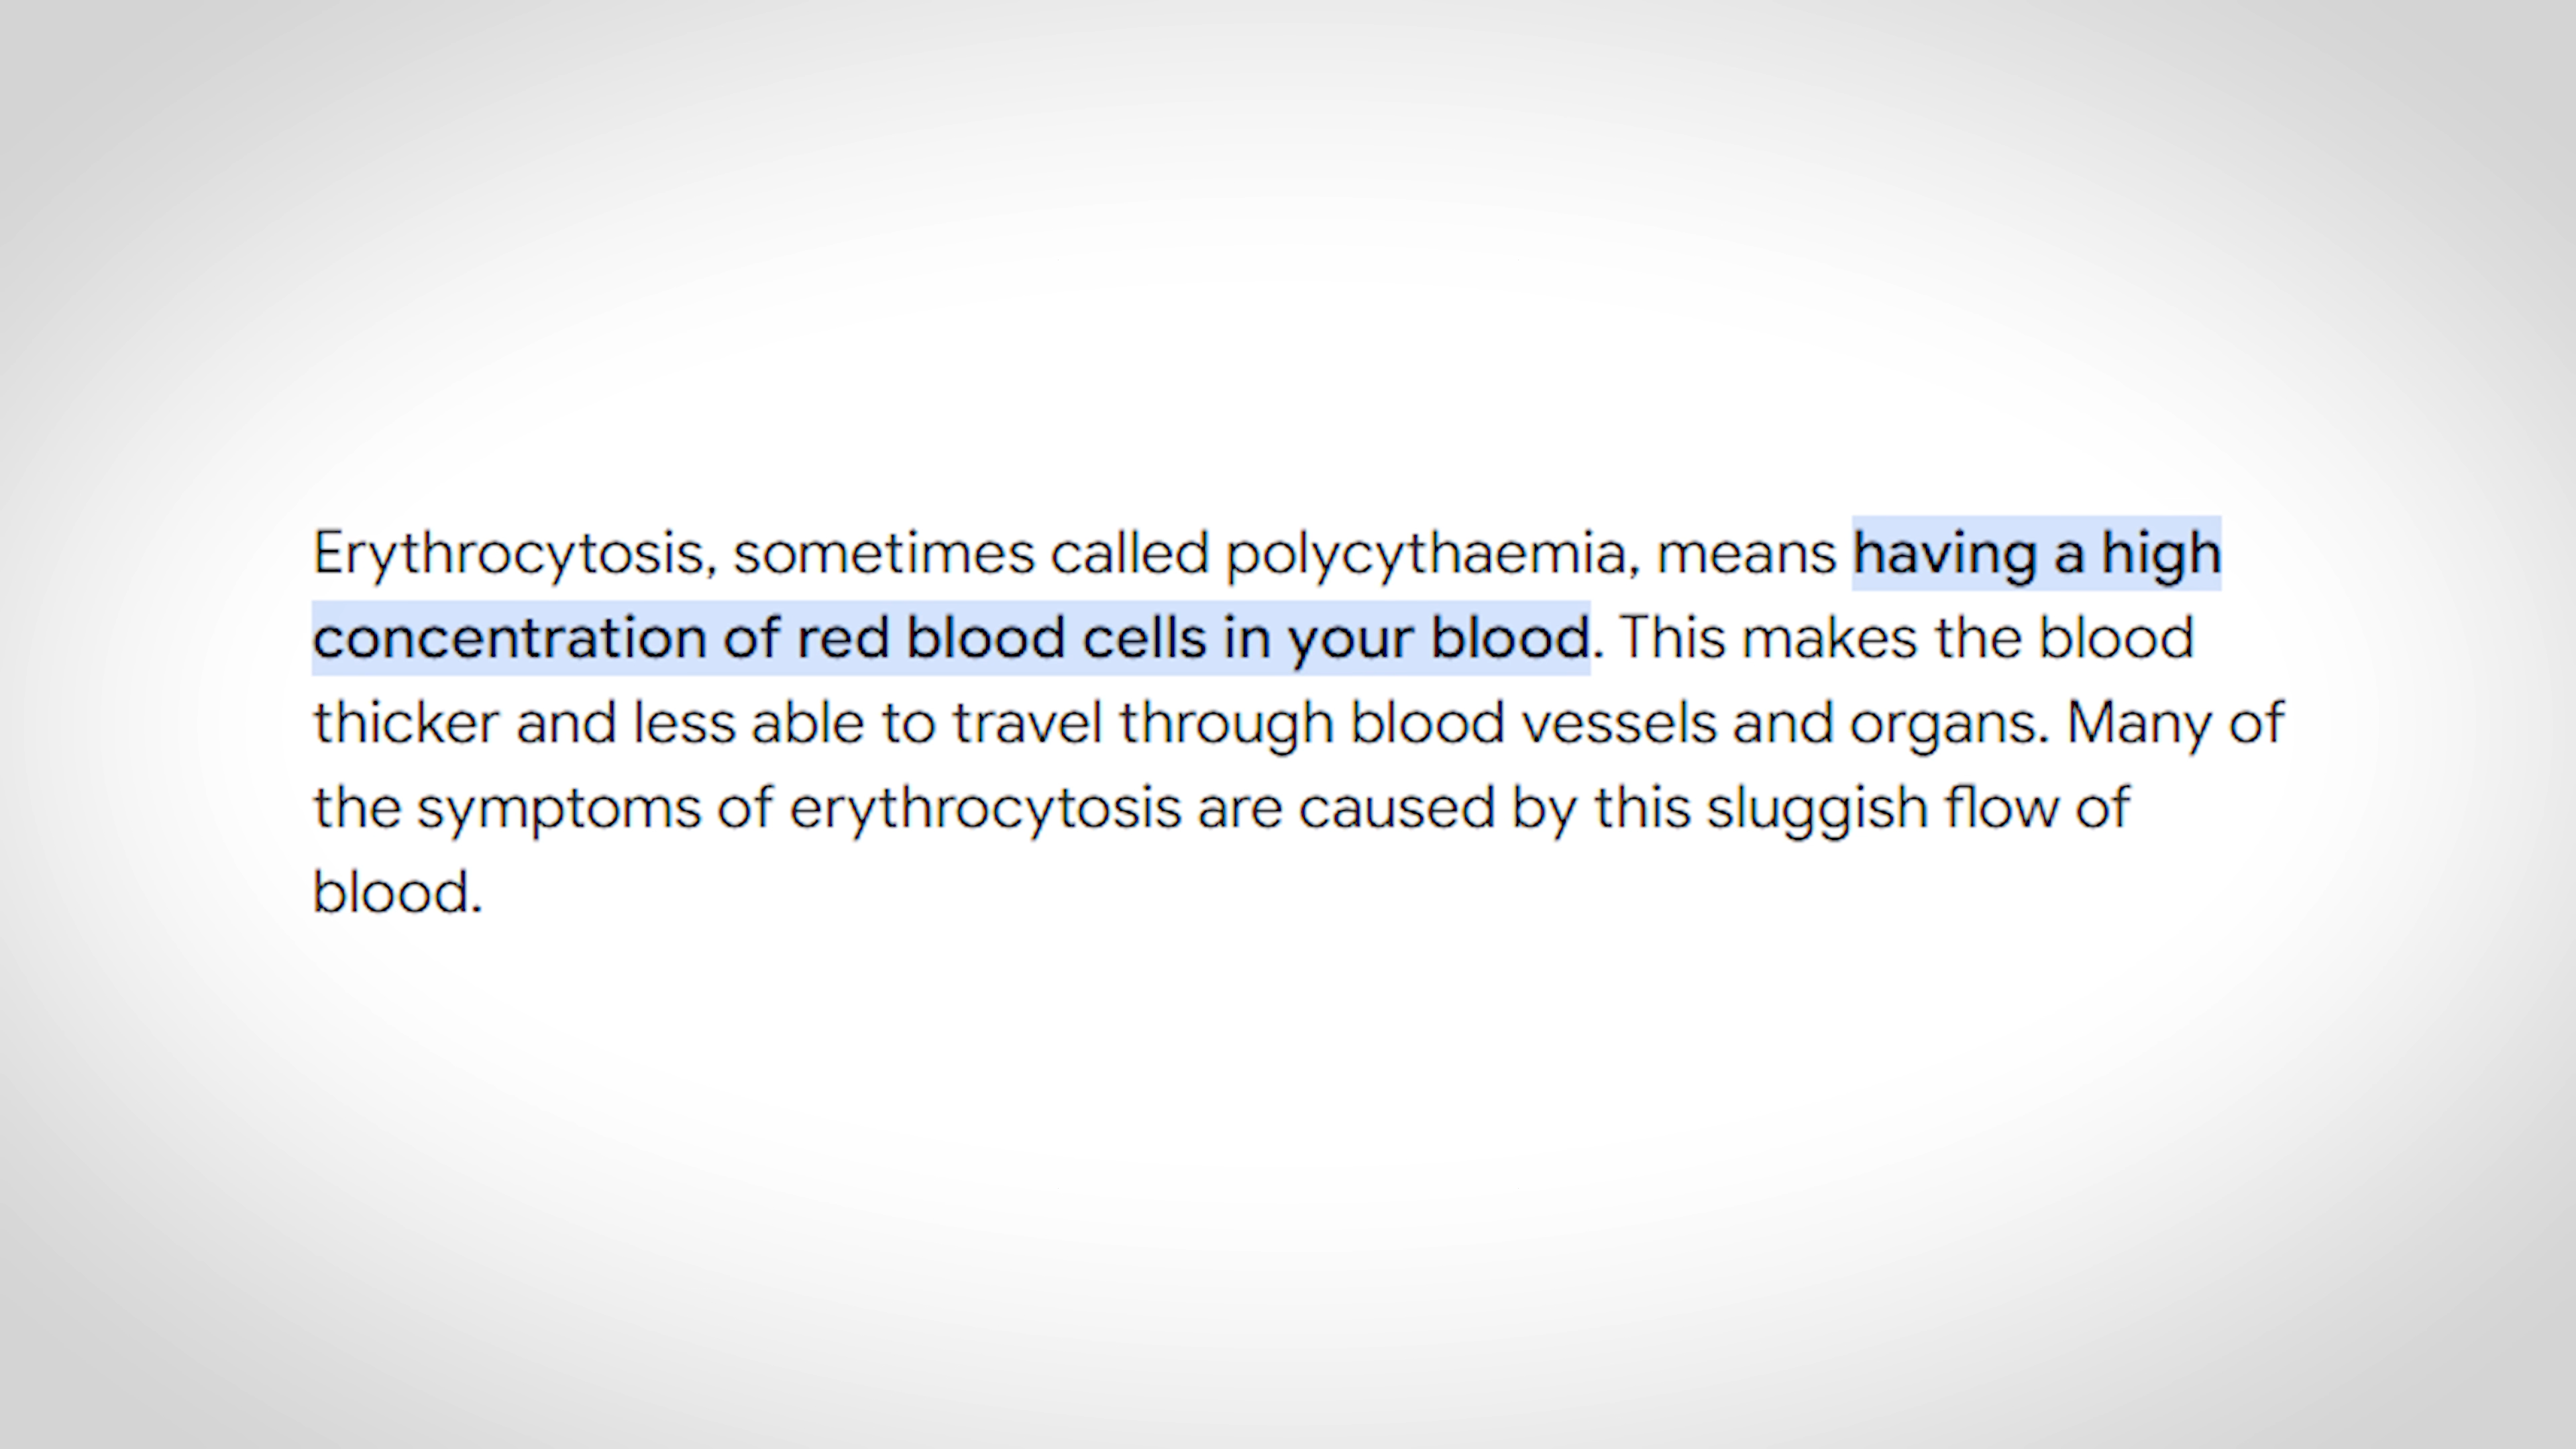 Erythrocytosis, sometimes called polycythaemia, means having a high
concentration of red blood cells in your blood. This makes the blood
thicker and less able to travel through blood vessels and organs. Many of
the symptoms of erythrocytosis are caused by this sluggish flow of
blood.